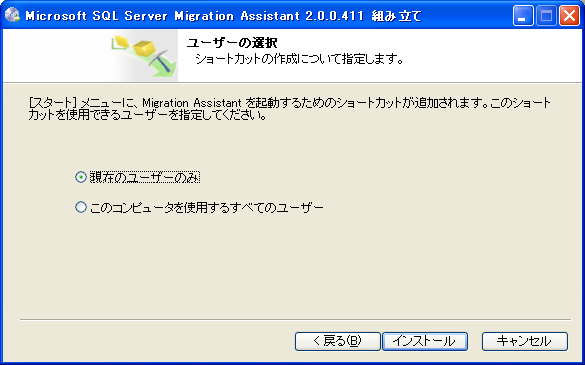 Microsoft SQL Server Migration Assistant 2.0.0.411 組み立て
ユーザーの選択
ショートカットの作成について指定します。
[スタート] メニューに、Migration Assistant を起動するためのショートカットが追加されます。このショート
カットを使用できるユーザーを指定してください。
現在のユーザーのみ
このコンピュータを使用するすべてのユーザー
< 戻る(B)
インストール
キャンセル